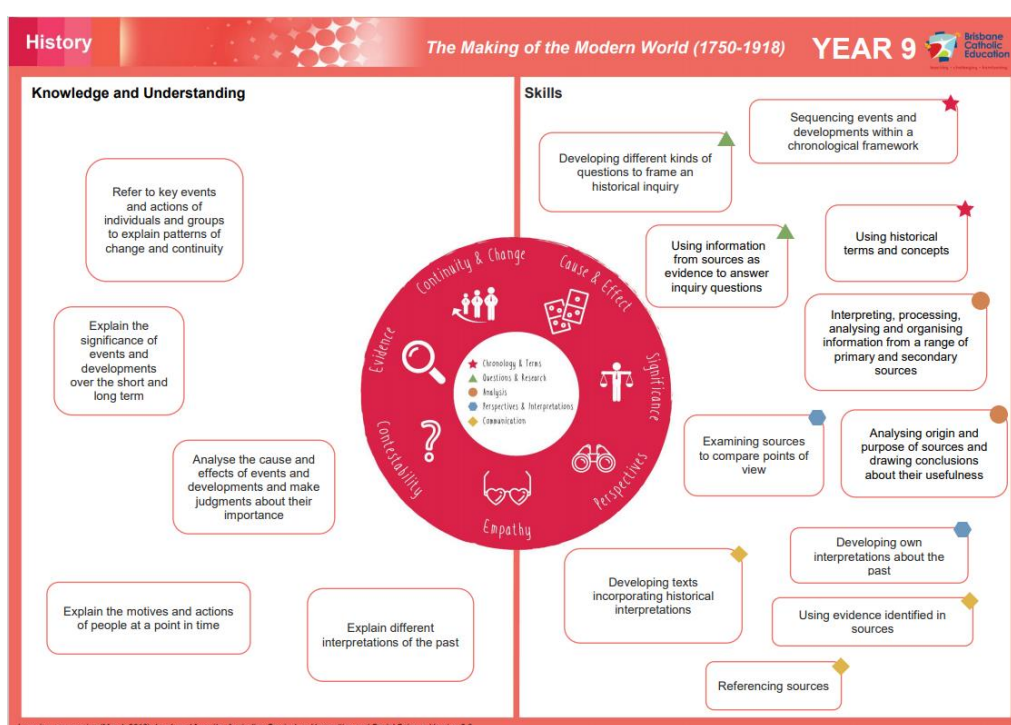 History
The Making of the Modern World (1750-1918)
YEAR 9
Brisbane
Catholic
Education
Knowledge and Understanding
Refer to key events
and actions of
individuals and groups
to explain patterns of
change and continuity
Explain the
significance of
events and
developments
over the short and
long term
Analyse the cause and
effects of events and
developments and make
judgments about their
importance
Explain the motives and actions
of people at a point in time
Explain different
interpretations of the past
Continuity & Change
Cause & Effect
Significance
Perspectives
Empathy
Contestability
Evidence
Chronology & Terms
Questions & Research
Analysis
Perspectives & Interpretations
Communication
Skills
Sequencing events and
developments within a
chronological framework
Developing different kinds of
questions to frame an
historical inquiry
Using historical
terms and concepts
Using information
from sources as
evidence to answer
inquiry questions
Interpreting, processing,
analysing and organising
information from a range of
primary and secondary
sources
Examining sources
to compare points of
view
Analysing origin and
purpose of sources and
drawing conclusions
about their usefulness
Developing own
interpretations about the
past
Developing texts
incorporating historical
interpretations
Using evidence identified in
sources
Referencing sources